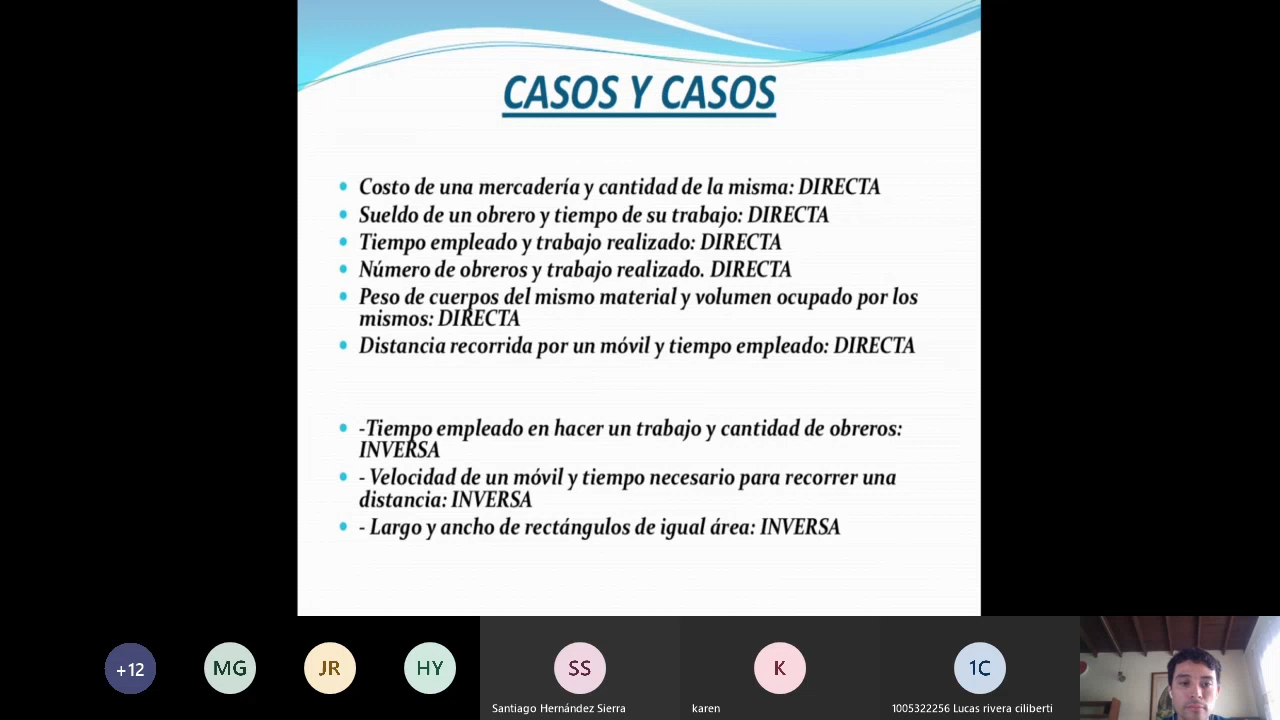 CASOS Y CASOS
Costo de una mercadería y cantidad de la misma: DIRECTA
Sueldo de un obrero y tiempo de su trabajo: DIRECTA
Tiempo empleado y trabajo realizado: DIRECTA
Número de obreros y trabajo realizado. DIRECTA
Peso de cuerpos del mismo material y volumen ocupado por los
mismos: DIRECTA
Distancia recorrida por un móvil y tiempo empleado: DIRECTA
-Tiempo empleado en hacer un trabajo y cantidad de obreros:
INVERSA
- Velocidad de un móvil y tiempo necesario para recorrer una
distancia: INVERSA
- Largo y ancho de rectángulos de igual área: INVERSA
+12 MG JR HY SS K 1C
Santiago Hernández Sierra karen 1005322256 Lucas rivera ciliberti